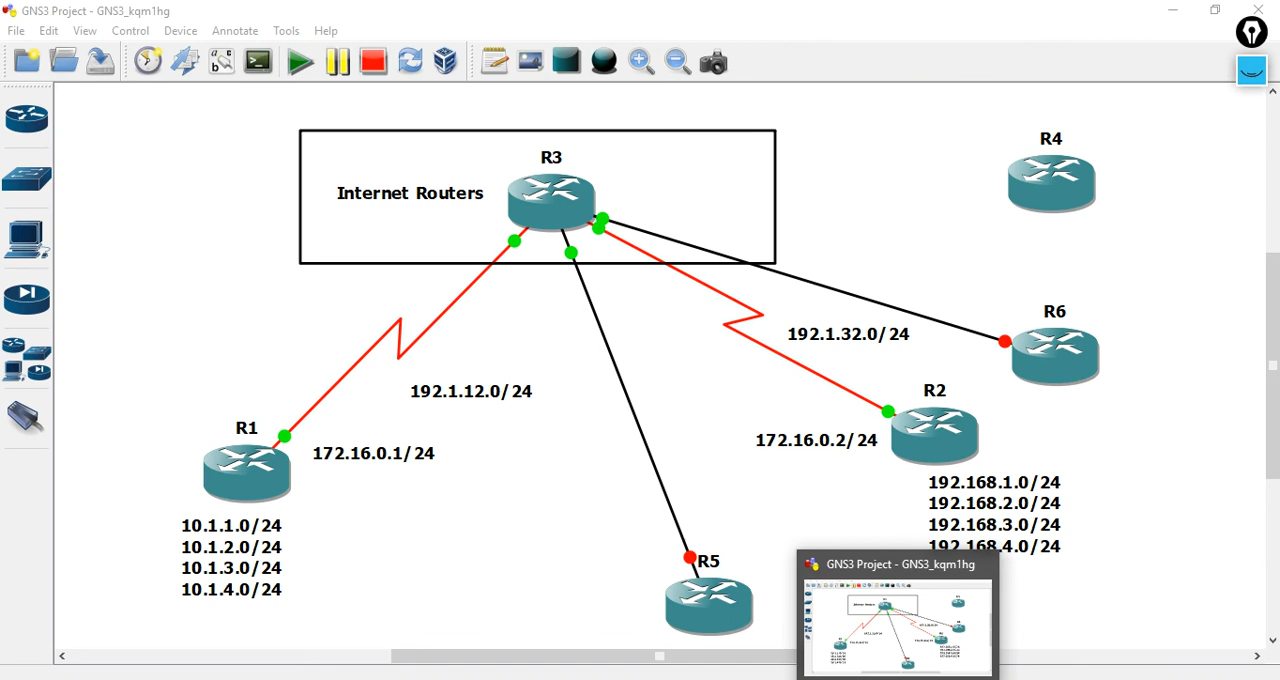 GNS3 Project - GNS3_kqm1hg
File Edit View Control Device Annotate Tools Help
R3
R4
Internet Routers
R6
192.1.32.0/24
R2
192.1.12.0/24
R1
172.16.0.1/24
172.16.0.2/24
192.168.1.0/24
192.168.2.0/24
192.168.3.0/24
192.168.4.0/24
10.1.1.0/24
10.1.2.0/24
10.1.3.0/24
10.1.4.0/24
R5
GNS3 Project - GNS3_kqm1hg